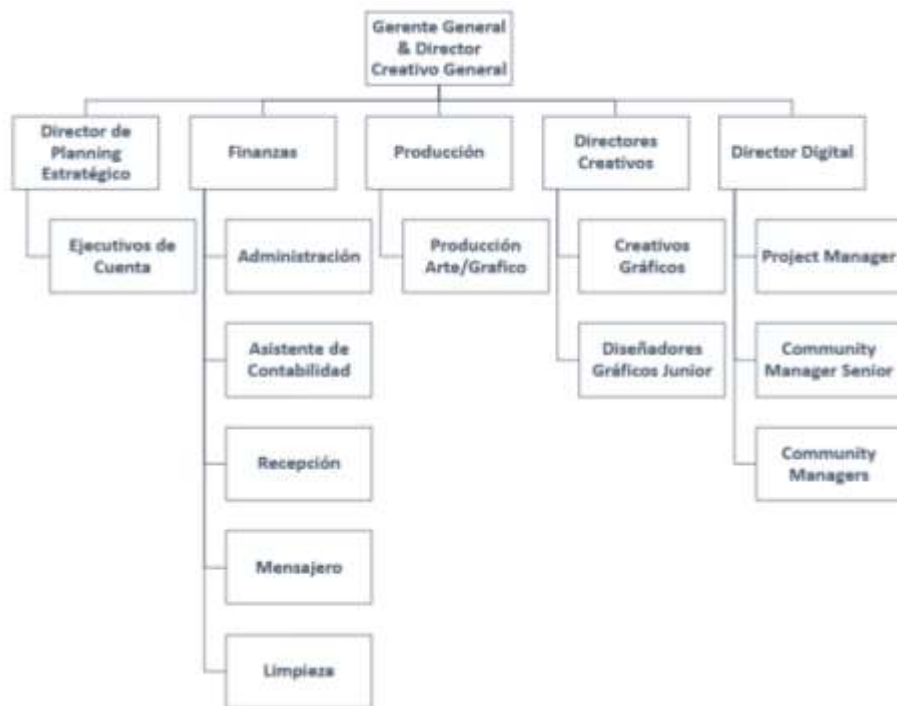 Gerente General
& Director
Creativo General
Director de
Planning
Estratégico
Finanzas
Producción
Directores
Creativos
Director Digital
Ejecutivos de
Cuenta
Administración
Producción
Arte/Grafico
Creativos
Gráficos
Project Manager
Asistente de
Contabilidad
Diseñadores
Gráficos Junior
Community
Manager Senior
Recepción
Community
Managers
Mensajero
Limpieza